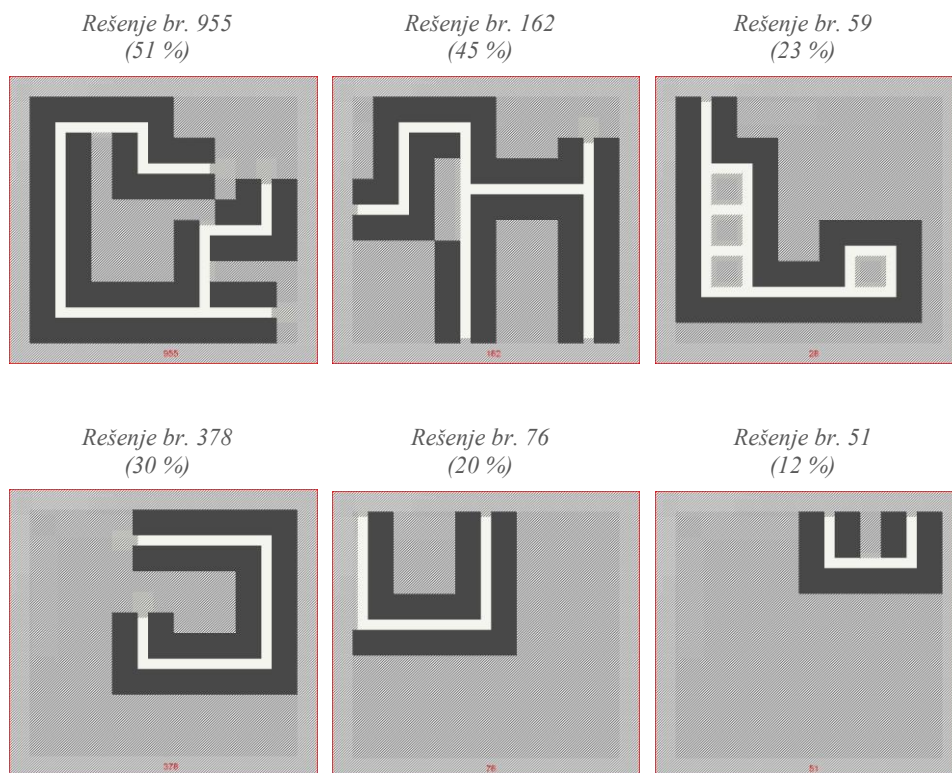 Rešenje br. 955
(51 %)
Rešenje br. 162
(45 %)
Rešenje br. 59
(23 %)
955
162
28
Rešenje br. 378
(30 %)
Rešenje br. 76
(20 %)
Rešenje br. 51
(12 %)
378
76
51